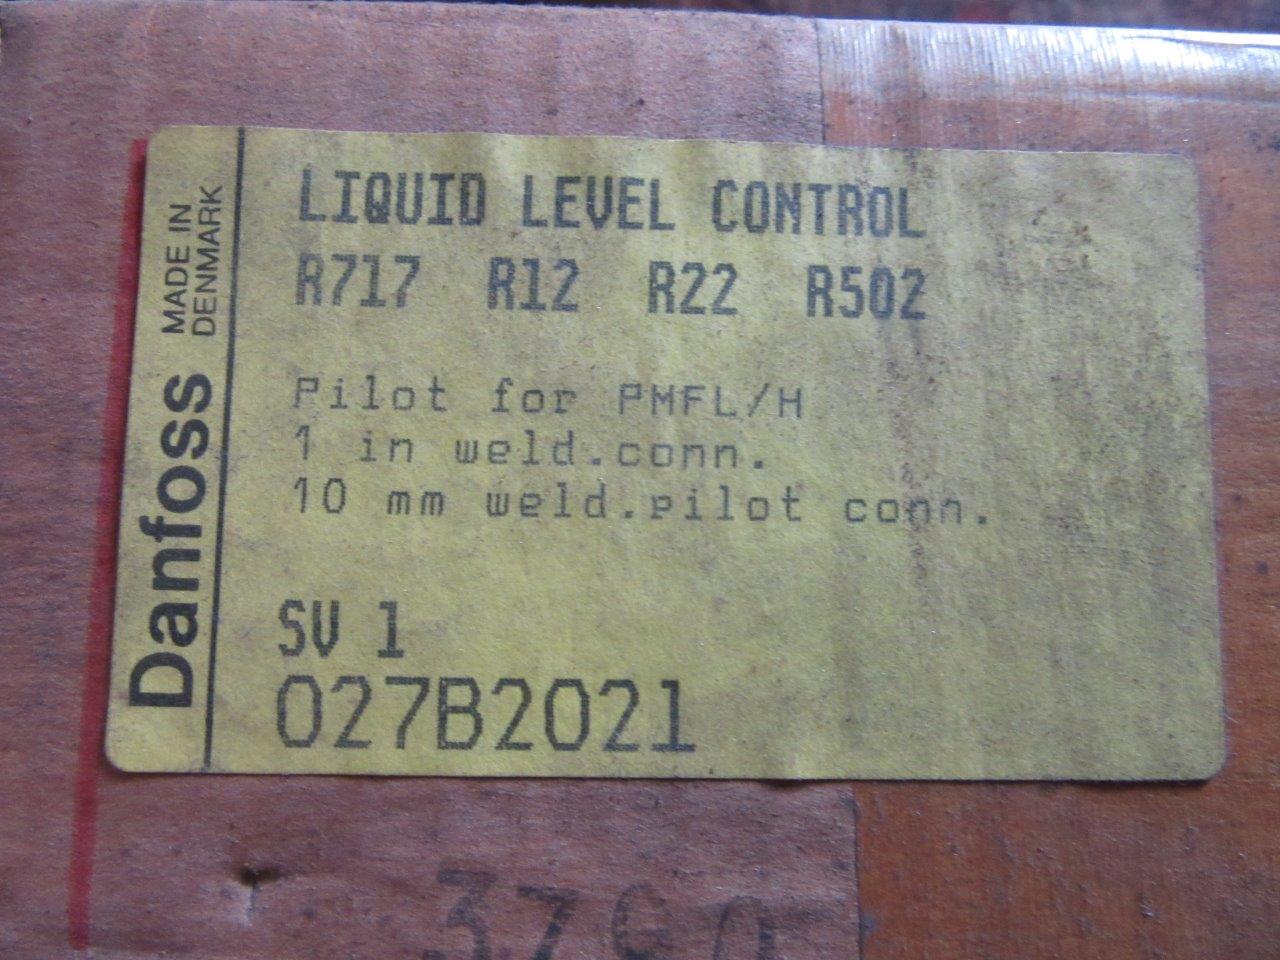 Danfoss MADE IN
DENMARK
LIQUID LEVEL CONTROL
R717 R12 R22 R502
Pilot for PMFL/H
1 in weld.conn.
10 mm weld.pilot conn.
SV 1
027B2021